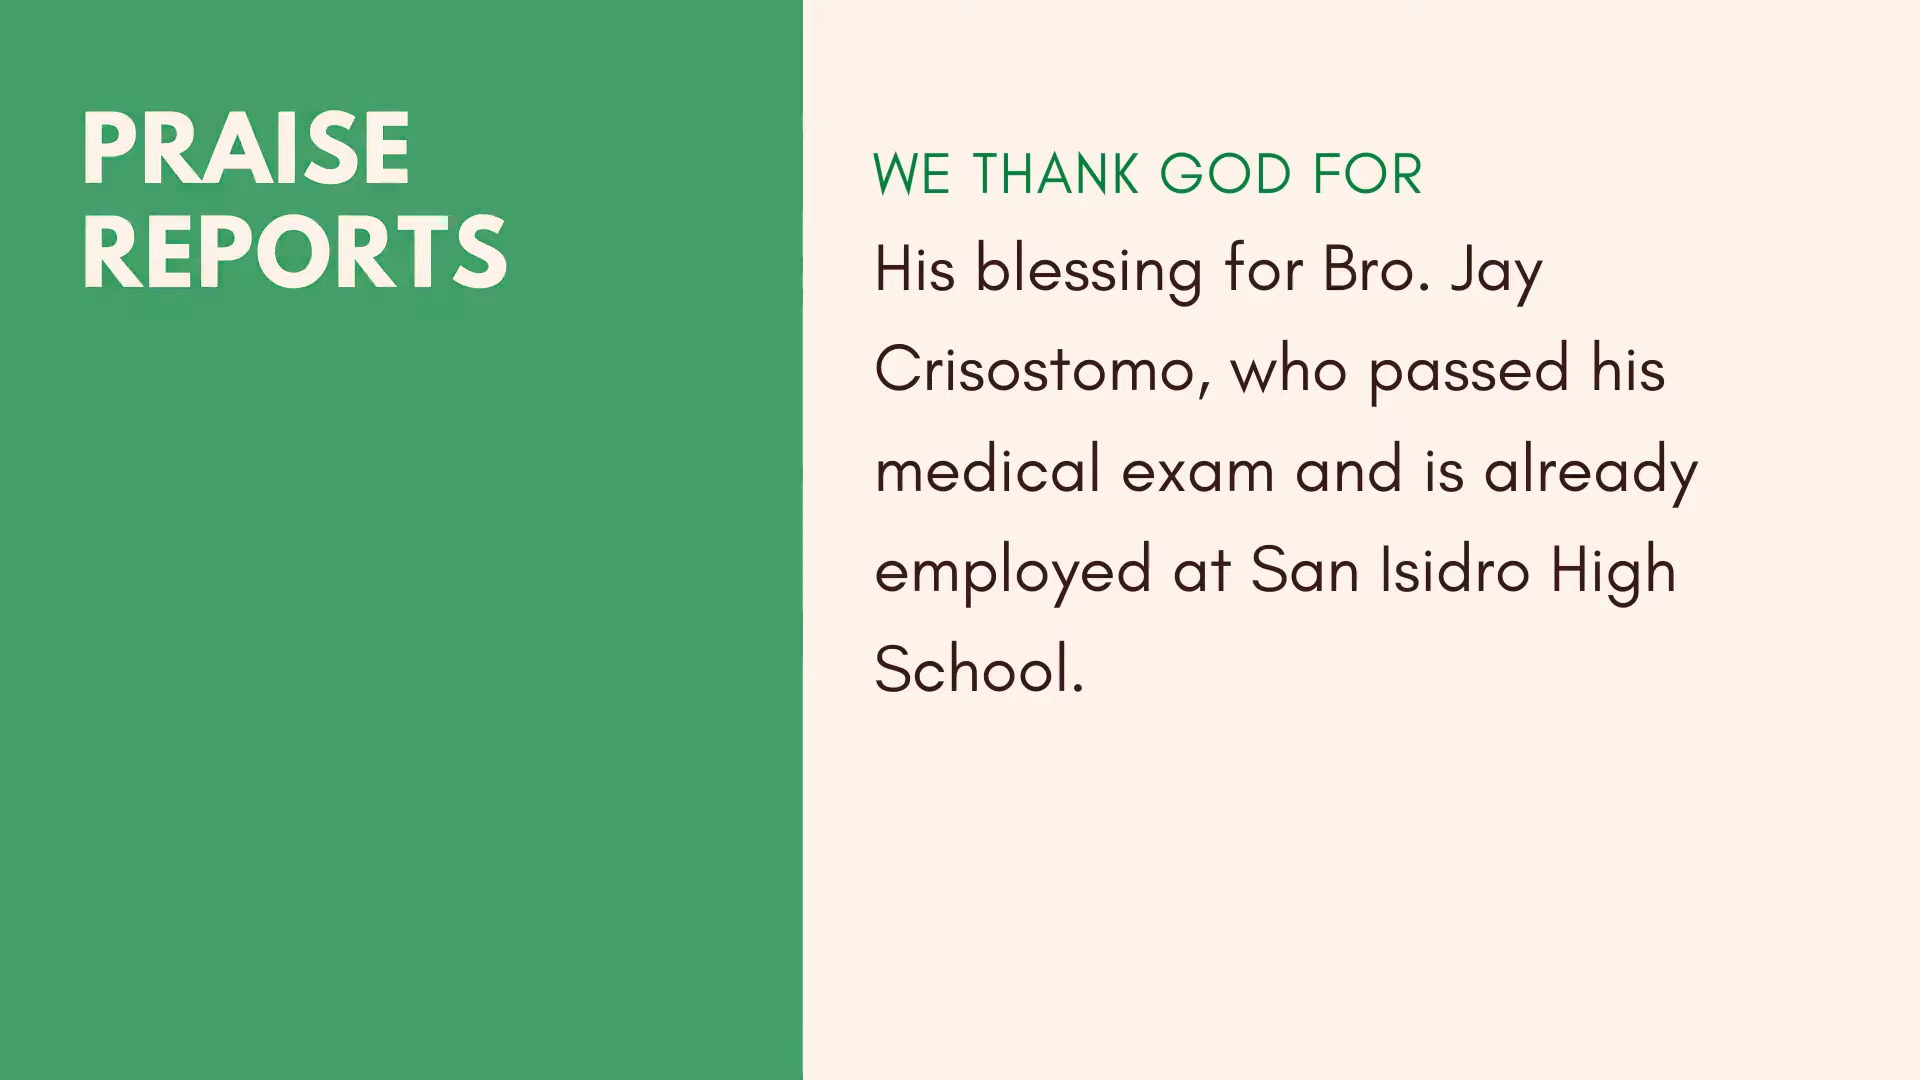 PRAISE
REPORTS
WE THANK GOD FOR
His blessing for Bro. Jay
Crisostomo, who passed his
medical exam and is already
employed at San Isidro High
School.